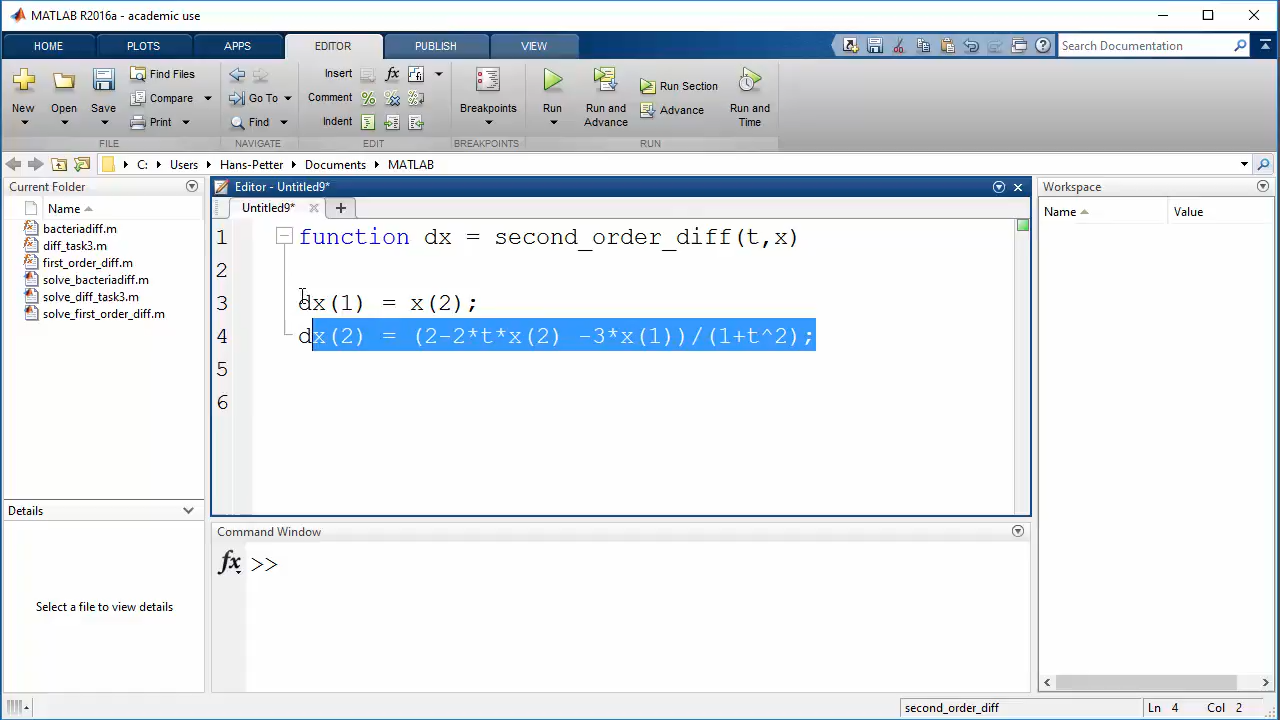 MATLAB R2016a - academic use
HOME PLOTS APPS EDITOR PUBLISH VIEW Search Documentation
New Open Save Find Files Compare Print
Go To Find
Insert fx Comment Indent
Breakpoints
Run Run and Advance Run Section Advance Run and Time
FILE NAVIGATE EDIT BREAKPOINTS RUN
C: Users Hans-Petter Documents MATLAB
Current Folder
Name
bacteriadiff.m
diff_task3.m
first_order_diff.m
solve_bacteriadiff.m
solve_diff_task3.m
solve_first_order_diff.m
Details
Select a file to view details
Editor - Untitled9*
Untitled9*
1 function dx = second_order_diff(t,x)
2
3 dx(1) = x(2);
4 dx(2) = (2-2*t*x(2) -3*x(1))/(1+t^2);
5
6
Command Window
fx >>
Workspace
Name Value
second_order_diff Ln 4 Col 2